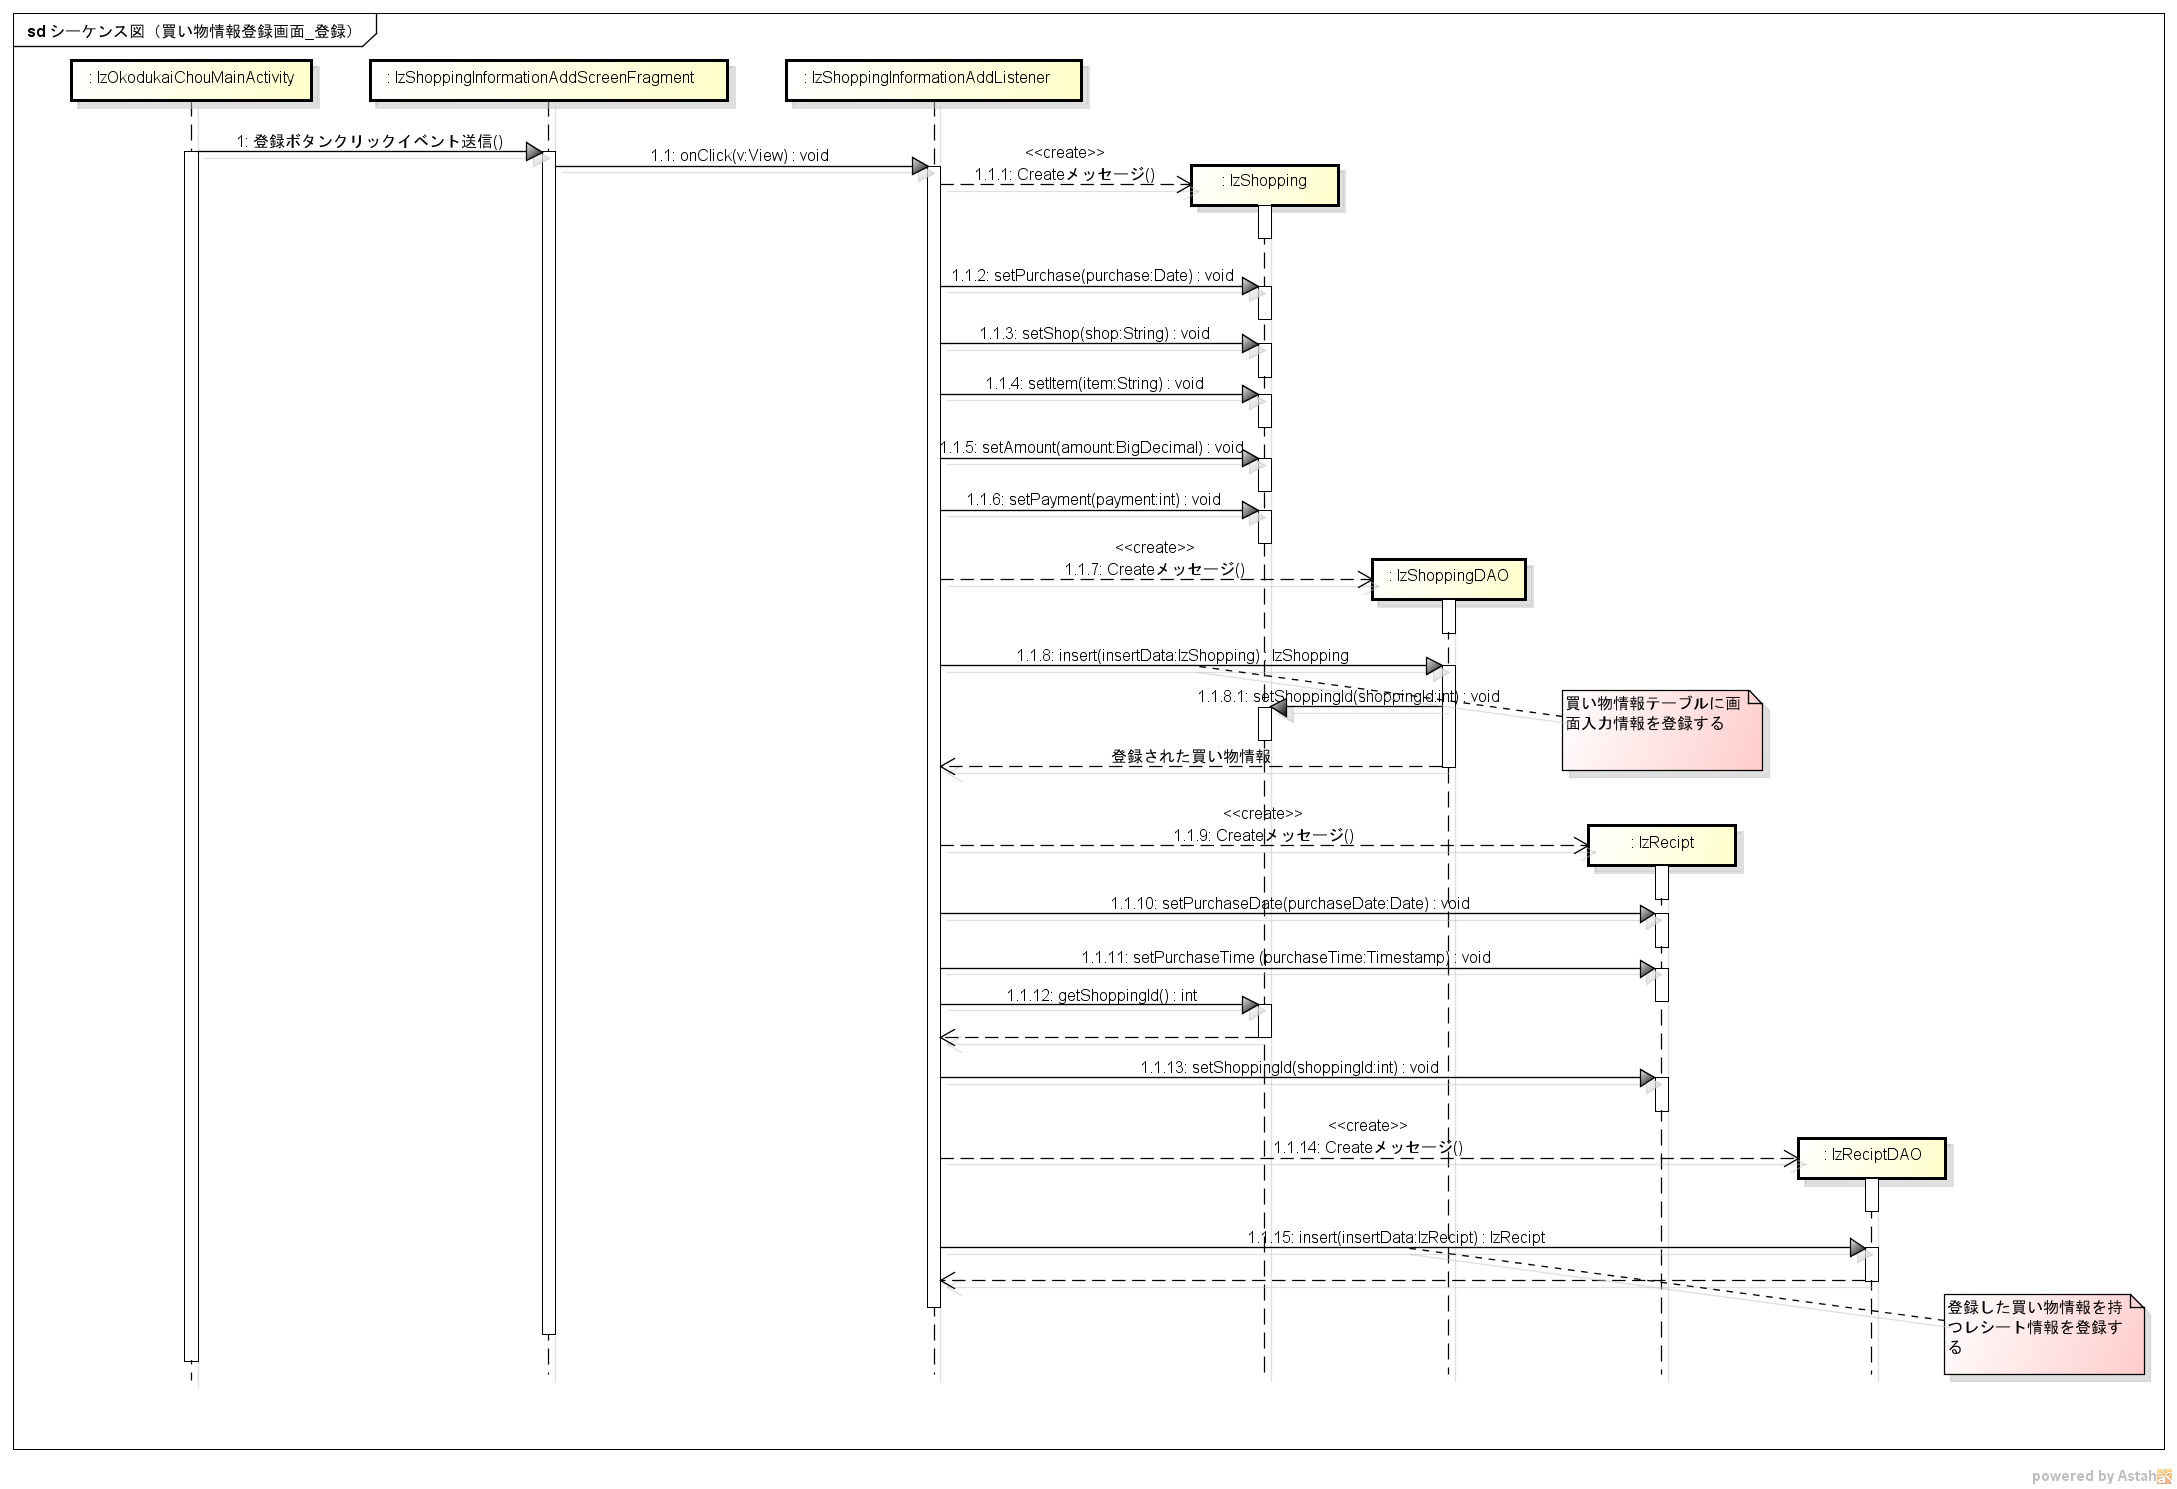 sd シーケンス図（買い物情報登録画面_登録）
: IzOkodukaiChouMainActivity
: IzShoppingInformationAddScreenFragment
: IzShoppingInformationAddListener
1: 登録ボタンクリックイベント送信()
1.1: onClick(v:View) : void
<<create>>
1.1.1: Createメッセージ()
: IzShopping
1.1.2: setPurchase(purchase:Date) : void
1.1.3: setShop(shop:String) : void
1.1.4: setItem(item:String) : void
1.1.5: setAmount(amount:BigDecimal) : void
1.1.6: setPayment(payment:int) : void
<<create>>
1.1.7: Createメッセージ()
: IzShoppingDAO
1.1.8: insert(insertData:IzShopping) : IzShopping
1.1.8.1: setShoppingId(shoppingId:int) : void
買い物情報テーブルに画
面入力情報を登録する
登録された買い物情報
<<create>>
1.1.9: Createメッセージ()
: IzRecipt
1.1.10: setPurchaseDate(purchaseDate:Date) : void
1.1.11: setPurchaseTime (purchaseTime:Timestamp) : void
1.1.12: getShoppingId() : int
1.1.13: setShoppingId(shoppingId:int) : void
<<create>>
1.1.14: Createメッセージ()
: IzReciptDAO
1.1.15: insert(insertData:IzRecipt) : IzRecipt
登録した買い物情報を持
つレシート情報を登録す
る
powered by Astah